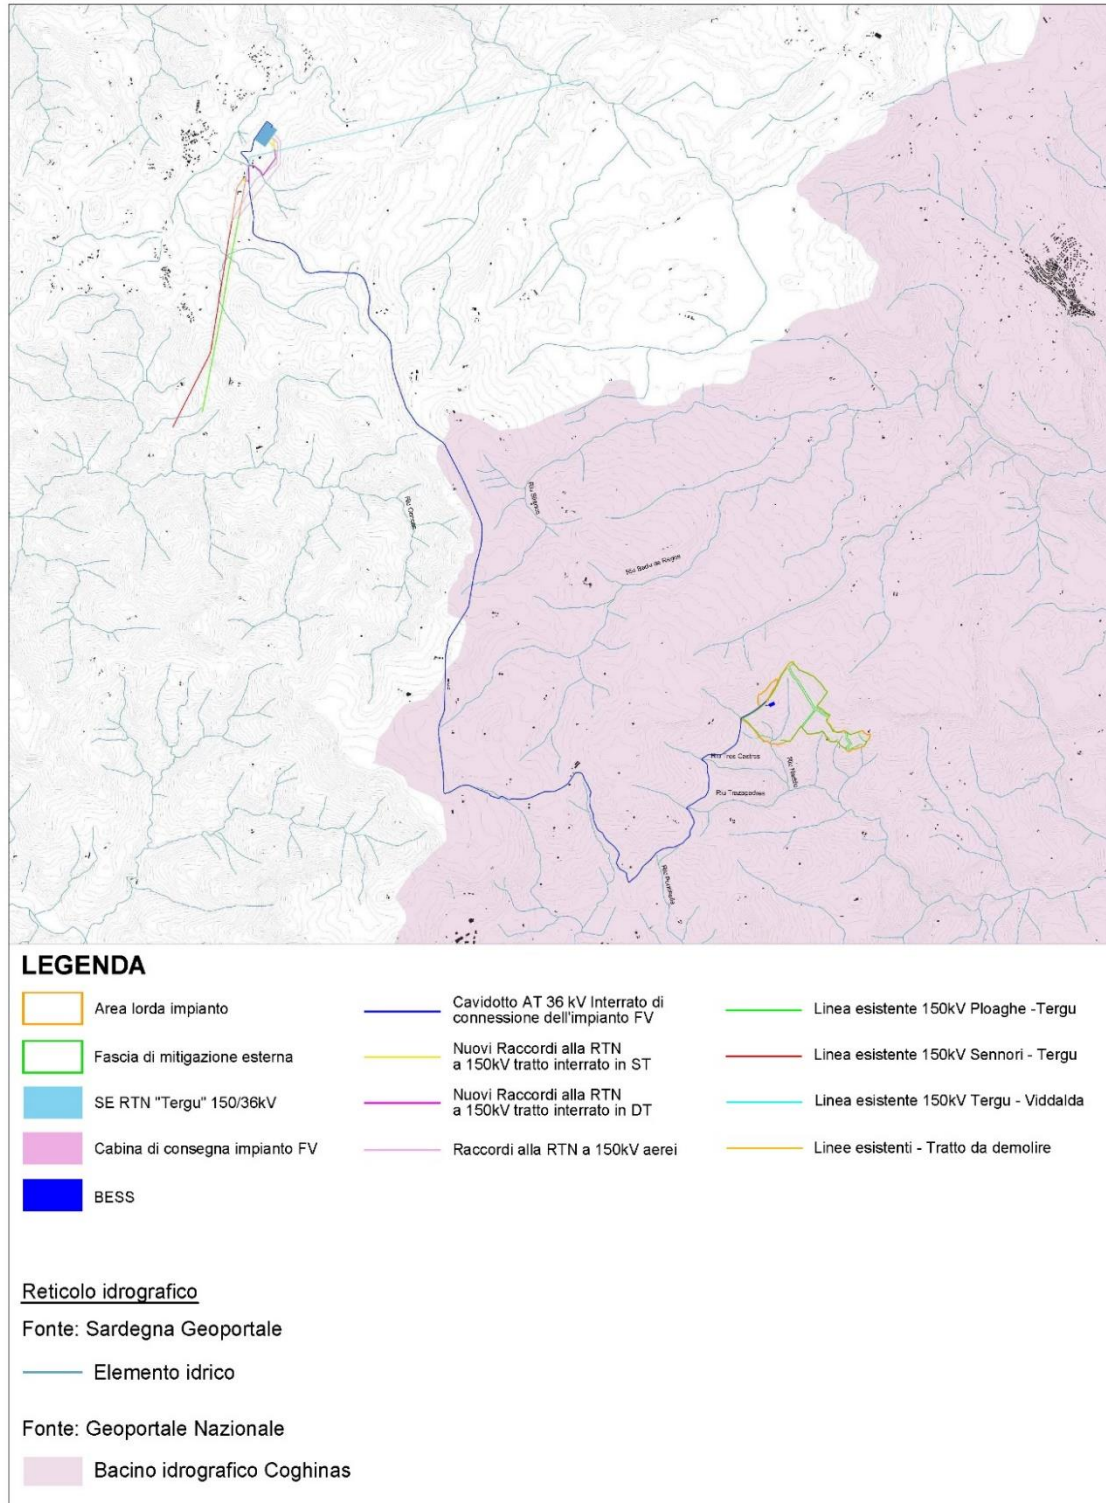 Riu Silanis
Riu Badu de Rughe
Riu Tres Castros
LEGENDA
Area lorda impianto
Fascia di mitigazione esterna
SE RTN "Tergu" 150/36kV
Cabina di consegna impianto FV
BESS
Cavidotto AT 36 kV Interrato di
connessione dell'impianto FV
Nuovi Raccordi alla RTN
a 150kV tratto interrato in ST
Nuovi Raccordi alla RTN
a 150kV tratto interrato in DT
Raccordi alla RTN a 150kV aerei
Linea esistente 150kV Ploaghe -Tergu
Linea esistente 150kV Sennori - Tergu
Linea esistente 150kV Tergu - Viddalda
Linee esistenti - Tratto da demolire
Reticolo idrografico
Fonte: Sardegna Geoportale
Elemento idrico
Fonte: Geoportale Nazionale
Bacino idrografico Coghinas